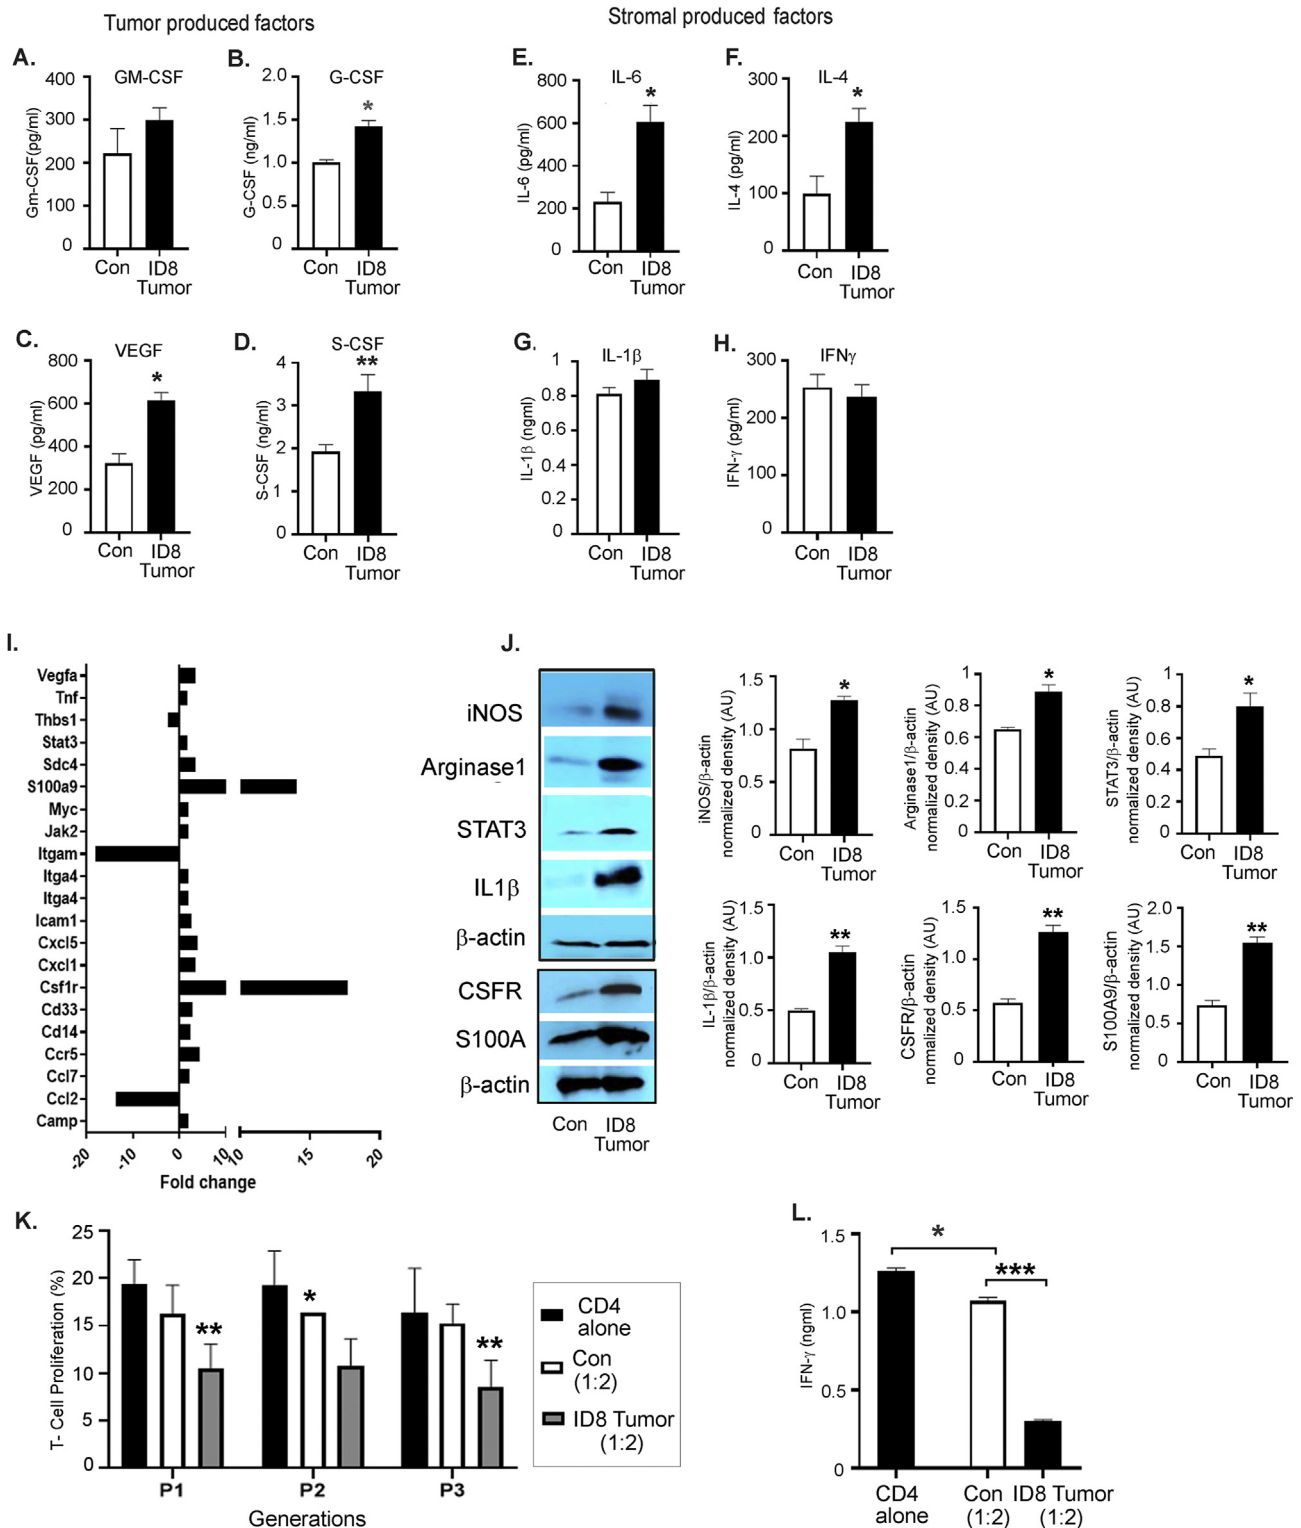 Tumor produced factors
Stromal produced factors
A.
GM-CSF
Gm-CSF(pg/ml)
400
300
200
100
0
Con
ID8
Tumor
B.
G-CSF
G-CSF (ng/ml)
2.0
1.5
1.0
0.5
0
*
Con
ID8
Tumor
E.
IL-6
IL-6 (pg/ml)
800
600
400
200
0
*
Con
ID8
Tumor
F.
IL-4
IL-4 (pg/ml)
300
200
100
0
*
Con
ID8
Tumor
C.
VEGF
VEGF (pg/ml)
800
600
400
200
0
*
Con
ID8
Tumor
D.
S-CSF
S-CSF (ng/ml)
4
3
2
1
0
**
Con
ID8
Tumor
G.
IL-1β
IL-1β (ngml)
1
0.8
0.6
0.4
0.2
0
Con
ID8
Tumor
H.
IFNγ
IFN-γ (pg/ml)
300
200
100
0
Con
ID8
Tumor
I.
Vegfa
Tnf
Thbs1
Stat3
Sdc4
S100a9
Myc
Jak2
Itgam
Itga4
Itga4
Icam1
Cxcl5
Cxcl1
Csf1r
Cd33
Cd14
Ccr5
Ccl7
Ccl2
Camp
-20
-10
0
10
10
15
20
Fold change
J.
iNOS
Arginase1
STAT3
IL1β
β-actin
CSFR
S100A
β-actin
Con
ID8
Tumor
iNOS/β-actin
normalized density (AU)
1.5
1.0
0.5
0
*
Con
ID8
Tumor
Arginase1/β-actin
normalized density (AU)
1
0.8
0.6
0.4
0.2
0
*
Con
ID8
Tumor
STAT3/β-actin
normalized density (AU)
1
0.8
0.6
0.4
0.2
0
*
Con
ID8
Tumor
IL-1β/β-actin
normalized density (AU)
1.5
1.0
0.5
0
**
Con
ID8
Tumor
CSFR/β-actin
normalized density (AU)
1.5
1.0
0.5
0
**
Con
ID8
Tumor
S100A9/β-actin
normalized density (AU)
2.0
1.5
1.0
0.5
0
**
Con
ID8
Tumor
K.
T- Cell Proliferation (%)
25
20
15
10
5
0
**
*
**
P1
P2
P3
Generations
CD4
alone
Con
(1:2)
ID8 Tumor
(1:2)
L.
IFN-γ (ngml)
1.5
1.0
0.5
0
*
***
CD4
alone
Con
(1:2)
ID8 Tumor
(1:2)